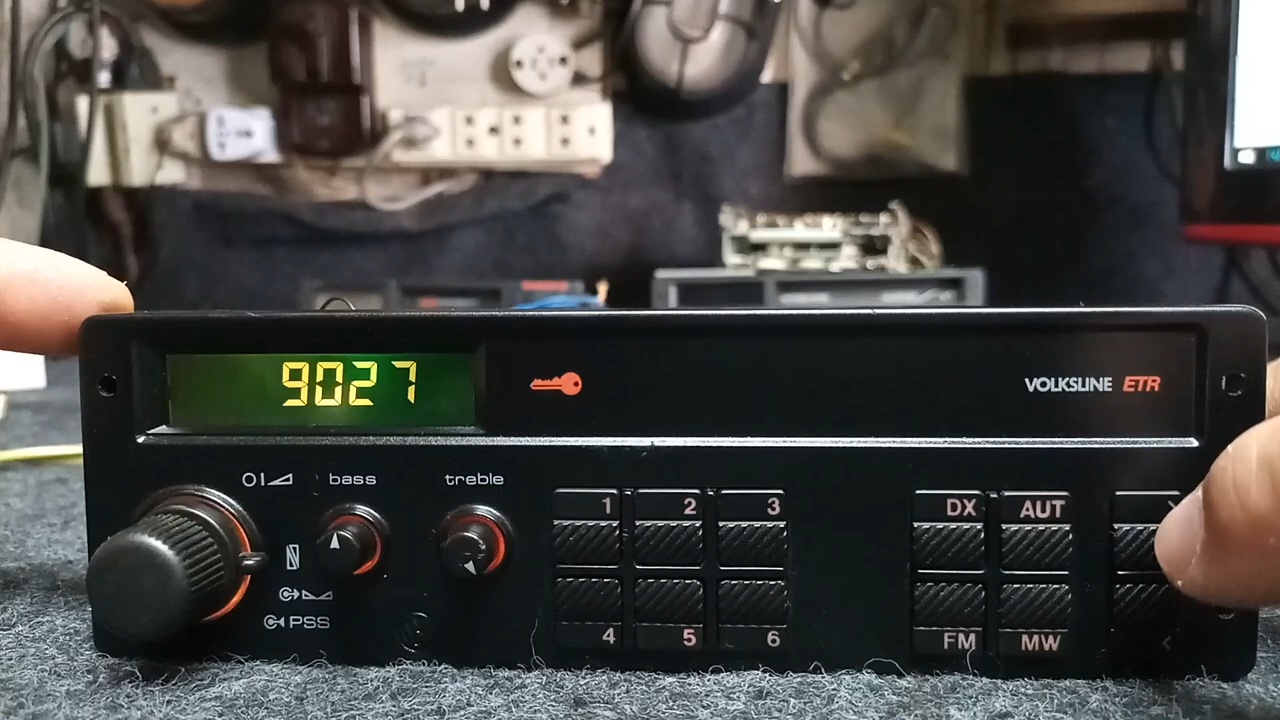 9027
VOLKSLINE ETR
bass
treble
PSS
1
2
3
4
5
6
DX
AUT
FM
MW